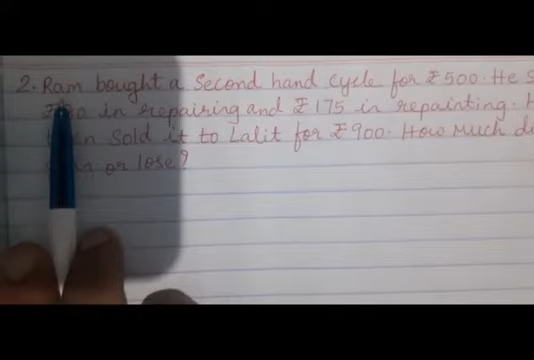 2. Ram bought a Second hand cycle for ₹500. He
in repairing and ₹175 in repainting.
Sold it to Lalit for ₹900. How Much
or lose?